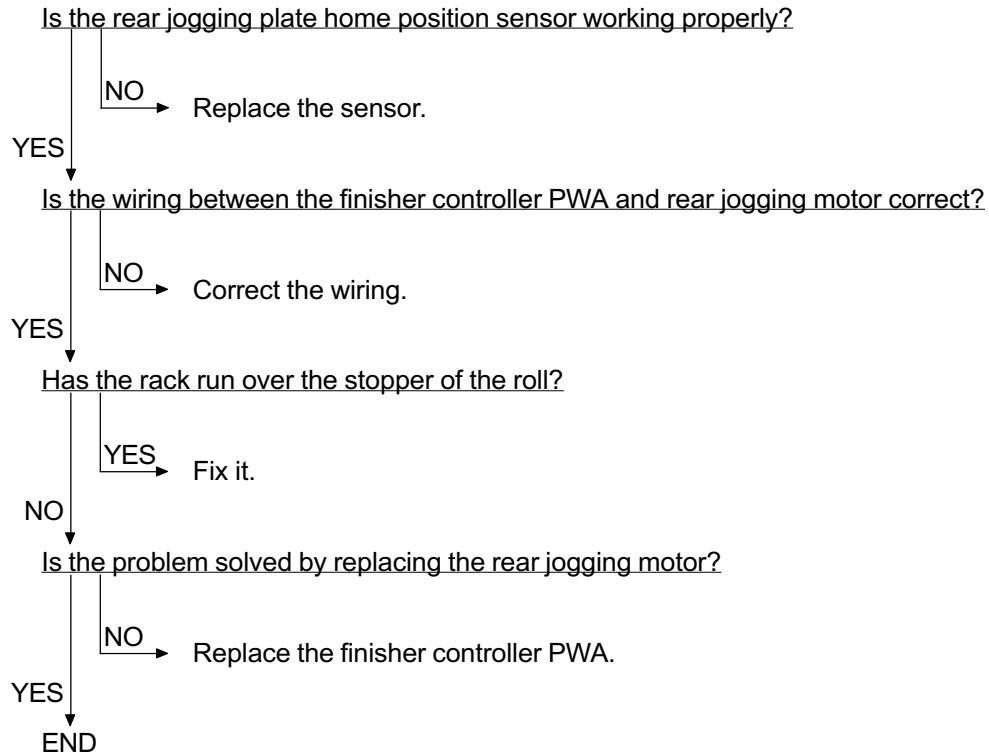 Is the rear jogging plate home position sensor working properly?
NO
Replace the sensor.
YES
Is the wiring between the finisher controller PWA and rear jogging motor correct?
NO
Correct the wiring.
YES
Has the rack run over the stopper of the roll?
YES
Fix it.
NO
Is the problem solved by replacing the rear jogging motor?
NO
Replace the finisher controller PWA.
YES
END